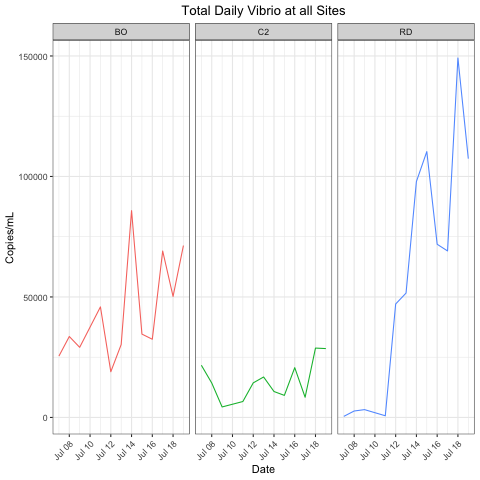 Total Daily Vibrio at all Sites
BO
C2
RD
Copies/mL
150000
100000
50000
0
Jul 08
Jul 10
Jul 12
Jul 14
Jul 16
Jul 18
Jul 08
Jul 10
Jul 12
Jul 14
Jul 16
Jul 18
Jul 08
Jul 10
Jul 12
Jul 14
Jul 16
Jul 18
Date